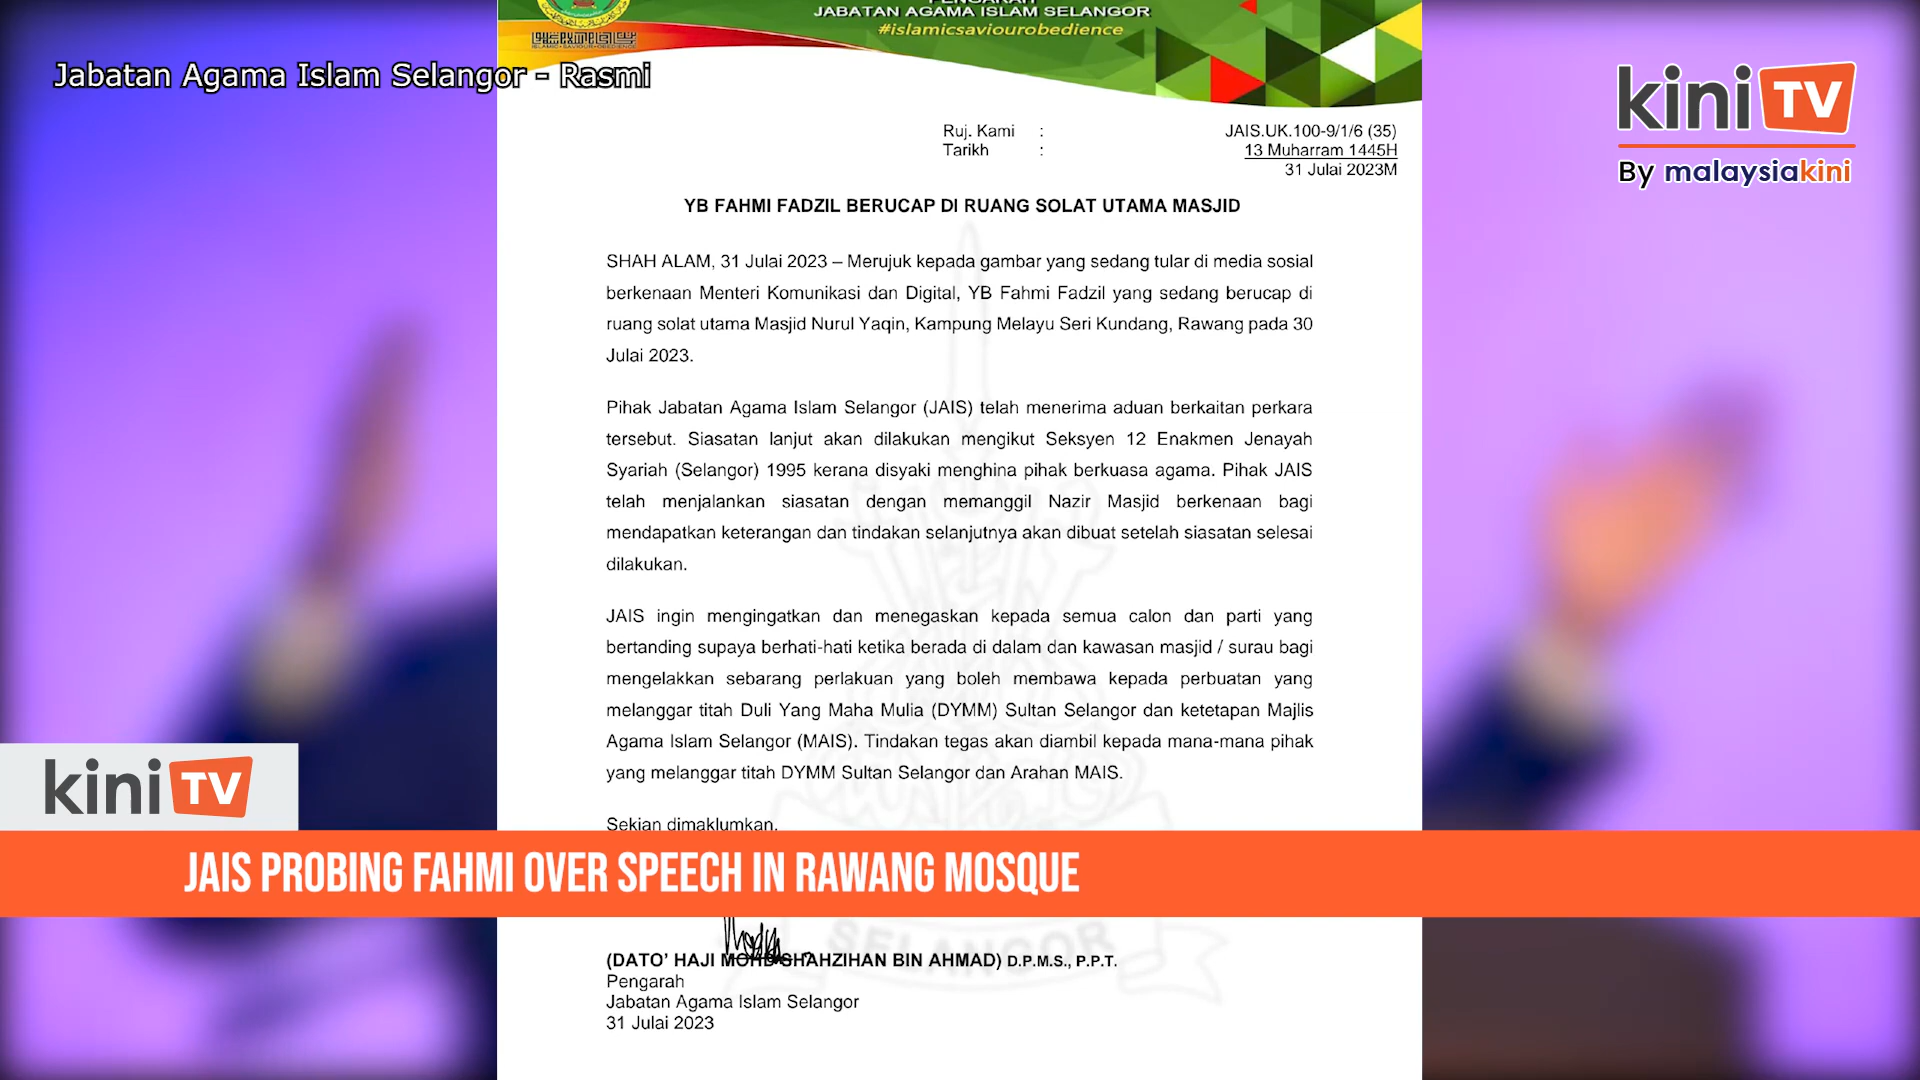 PENGARAH
JABATAN AGAMA ISLAM SELANGOR
#islamicsaviourobedience
ISLAMIC • SAVIOUR • OBEDIENCE
Jabatan Agama Islam Selangor - Rasmi
kini TV
By malaysiakini
Ruj. Kami : JAIS.UK.100-9/1/6 (35)
Tarikh : 13 Muharram 1445H
31 Julai 2023M
YB FAHMI FADZIL BERUCAP DI RUANG SOLAT UTAMA MASJID
SHAH ALAM, 31 Julai 2023 – Merujuk kepada gambar yang sedang tular di media sosial
berkenaan Menteri Komunikasi dan Digital, YB Fahmi Fadzil yang sedang berucap di
ruang solat utama Masjid Nurul Yaqin, Kampung Melayu Seri Kundang, Rawang pada 30
Julai 2023.
Pihak Jabatan Agama Islam Selangor (JAIS) telah menerima aduan berkaitan perkara
tersebut. Siasatan lanjut akan dilakukan mengikut Seksyen 12 Enakmen Jenayah
Syariah (Selangor) 1995 kerana disyaki menghina pihak berkuasa agama. Pihak JAIS
telah menjalankan siasatan dengan memanggil Nazir Masjid berkenaan bagi
mendapatkan keterangan dan tindakan selanjutnya akan dibuat setelah siasatan selesai
dilakukan.
JAIS ingin mengingatkan dan menegaskan kepada semua calon dan parti yang
bertanding supaya berhati-hati ketika berada di dalam dan kawasan masjid / surau bagi
mengelakkan sebarang perlakuan yang boleh membawa kepada perbuatan yang
melanggar titah Duli Yang Maha Mulia (DYMM) Sultan Selangor dan ketetapan Majlis
Agama Islam Selangor (MAIS). Tindakan tegas akan diambil kepada mana-mana pihak
yang melanggar titah DYMM Sultan Selangor dan Arahan MAIS.
Sekian dimaklumkan.
kini TV
JAIS PROBING FAHMI OVER SPEECH IN RAWANG MOSQUE
SELANGOR
(DATO' HAJI MOHD SHAHZIHAN BIN AHMAD) D.P.M.S., P.P.T.
Pengarah
Jabatan Agama Islam Selangor
31 Julai 2023